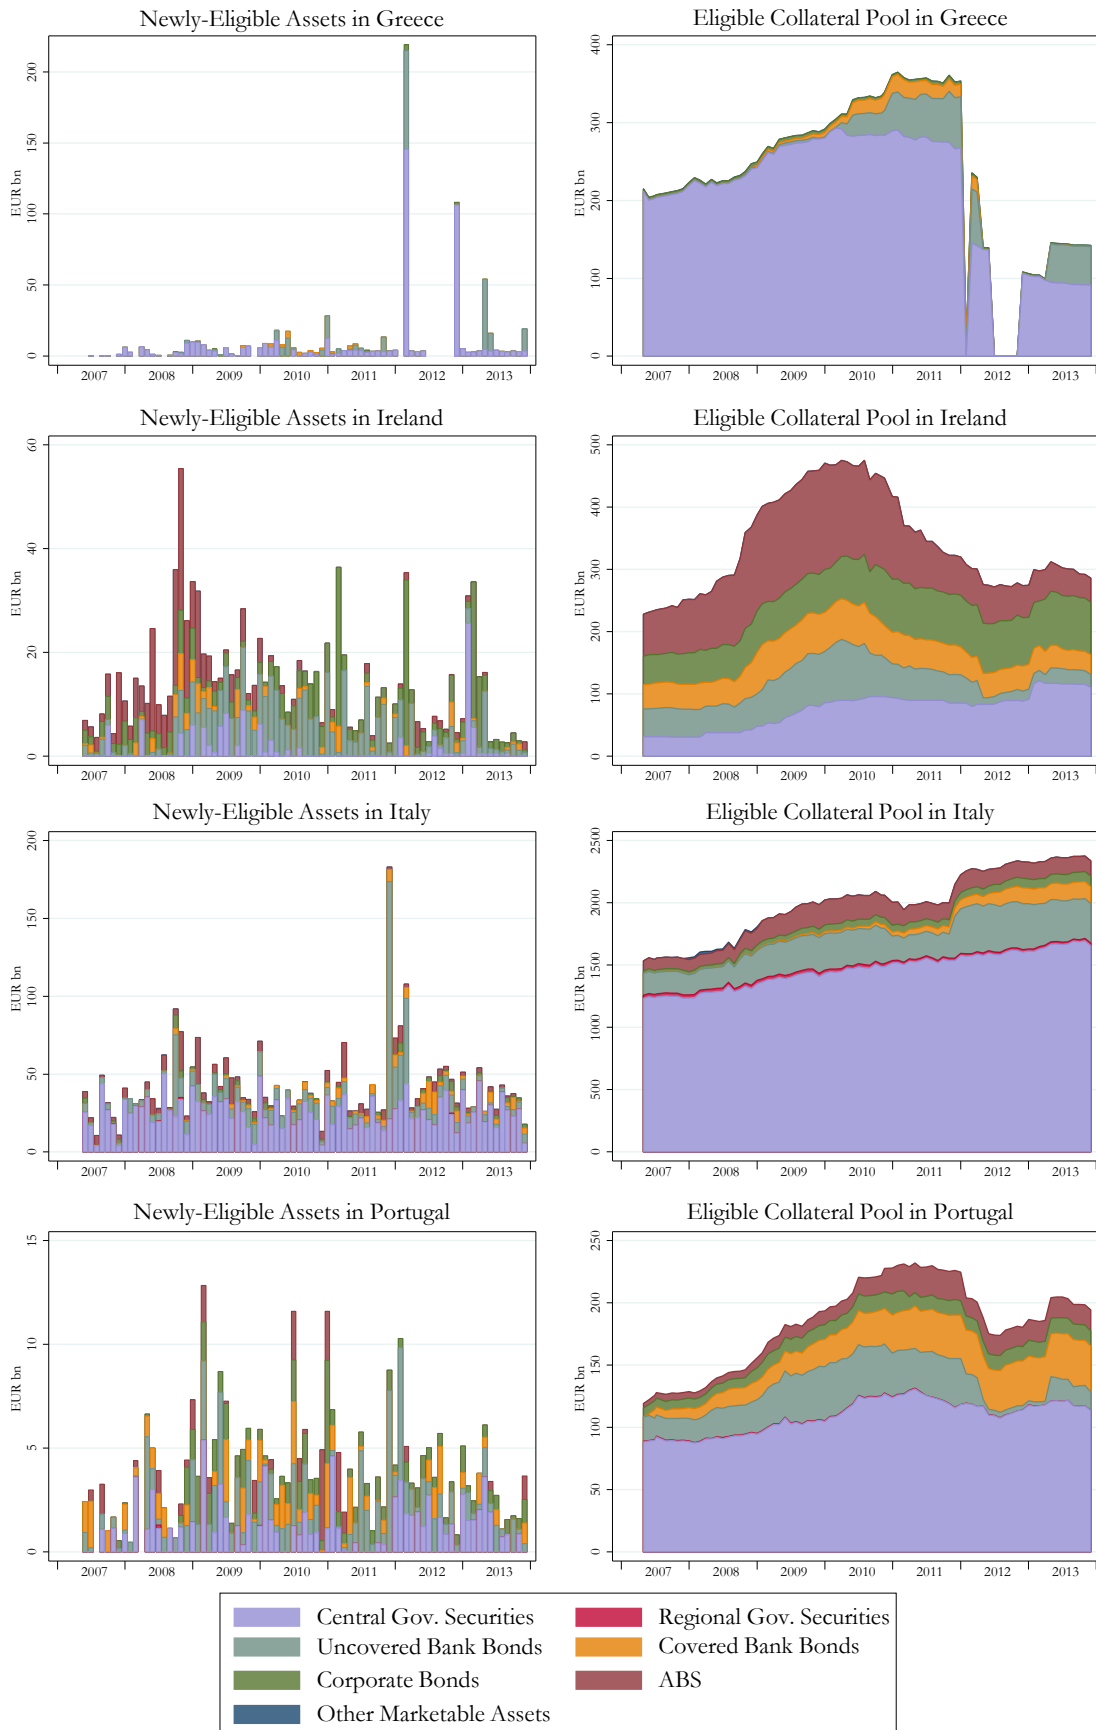 Newly-Eligible Assets in Greece
EUR bn
0 50 100 150 200
2007 2008 2009 2010 2011 2012 2013
Eligible Collateral Pool in Greece
EUR bn
0 100 200 300 400
2007 2008 2009 2010 2011 2012 2013
Newly-Eligible Assets in Ireland
EUR bn
0 20 40 60
2007 2008 2009 2010 2011 2012 2013
Eligible Collateral Pool in Ireland
EUR bn
0 100 200 300 400 500
2007 2008 2009 2010 2011 2012 2013
Newly-Eligible Assets in Italy
EUR bn
0 50 100 150 200
2007 2008 2009 2010 2011 2012 2013
Eligible Collateral Pool in Italy
EUR bn
0 500 1000 1500 2000 2500
2007 2008 2009 2010 2011 2012 2013
Newly-Eligible Assets in Portugal
EUR bn
0 5 10 15
2007 2008 2009 2010 2011 2012 2013
Eligible Collateral Pool in Portugal
EUR bn
0 50 100 150 200 250
2007 2008 2009 2010 2011 2012 2013
Central Gov. Securities
Regional Gov. Securities
Uncovered Bank Bonds
Covered Bank Bonds
Corporate Bonds
ABS
Other Marketable Assets